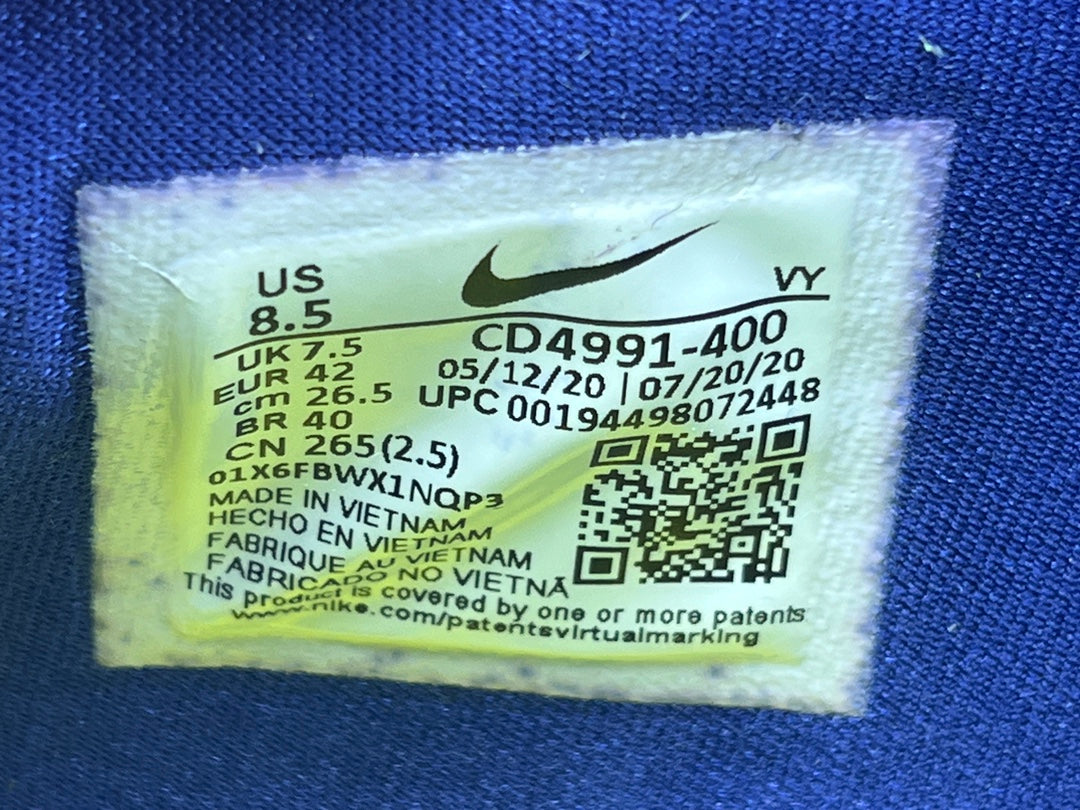 US
8.5
VY
UK 7.5
EUR 42
cm 26.5
BR 40
CN 265(2.5)
CD4991-400
05/12/20 | 07/20/20
UPC 00194498072448
01X6FBWX1NQP3
MADE IN VIETNAM
HECHO EN VIETNAM
FABRIQUE AU VIETNAM
FABRICADO NO VIETNÃ
This product is covered by one or more patents
www.nike.com/patentsvirtualmarking